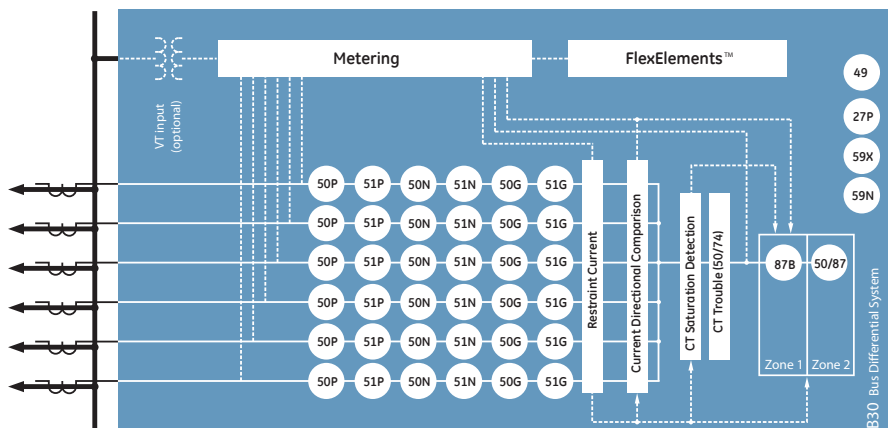 Metering
FlexElements™
VT input
(optional)
49
27P
59X
59N
50P 51P 50N 51N 50G 51G
50P 51P 50N 51N 50G 51G
50P 51P 50N 51N 50G 51G
50P 51P 50N 51N 50G 51G
50P 51P 50N 51N 50G 51G
50P 51P 50N 51N 50G 51G
Restraint Current
Current Directional Comparison
CT Saturation Detection
CT Trouble (50/74)
87B
50/87
Zone 1
Zone 2
B30 Bus Differential System